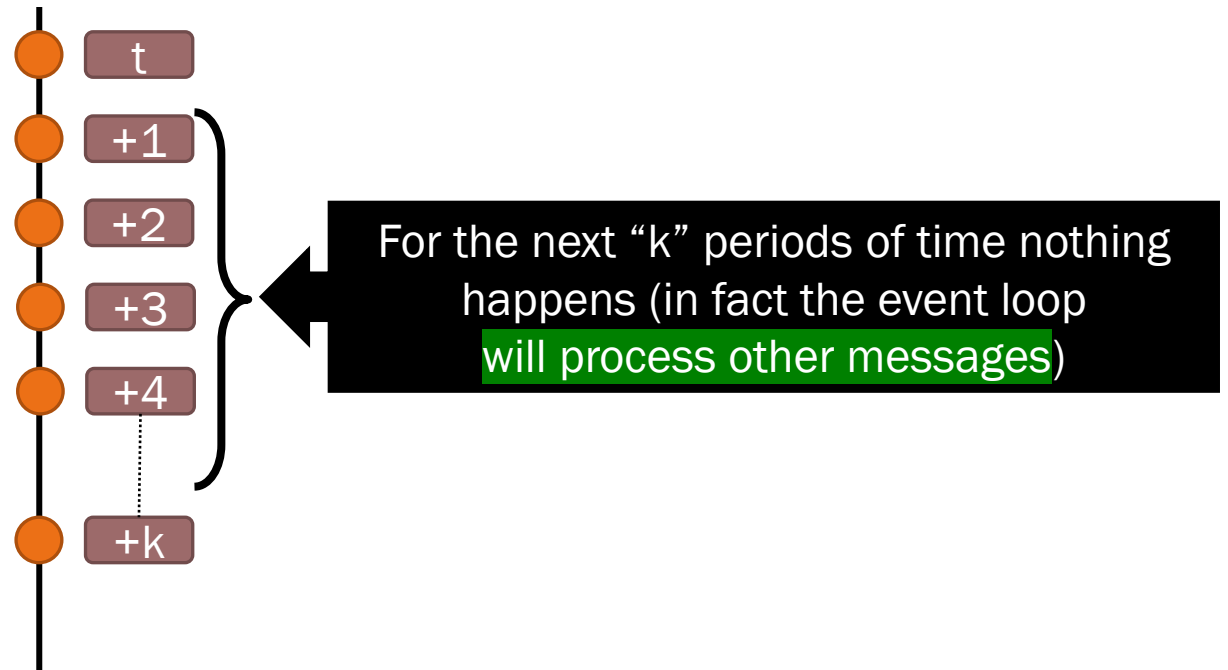 t
+1
+2
+3
+4
+k
For the next “k” periods of time nothing
happens (in fact the event loop
will process other messages)